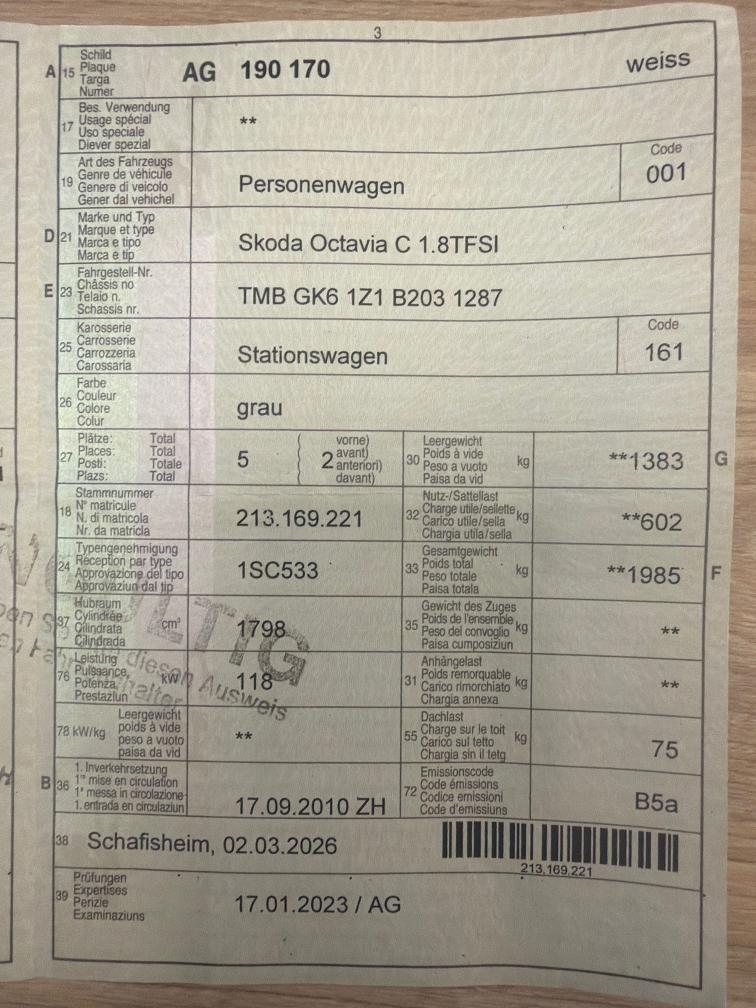 3
A 15 Schild Plaque Targa Numer AG 190 170 weiss
17 Bes. Verwendung Usage spécial Uso speciale Diever spezial **
19 Art des Fahrzeugs Genre de véhicule Genere di veicolo Gener dal vehichel Personenwagen Code 001
D 21 Marke und Typ Marque et type Marca e tipo Marca e tip Skoda Octavia C 1.8TFSI
E 23 Fahrgestell-Nr. Châssis no Telaio n. Schassis nr. TMB GK6 1Z1 B203 1287
25 Karosserie Carrosserie Carrozzeria Carossaria Stationswagen Code 161
26 Farbe Couleur Colore Colur grau
27 Plätze: Total Places: Total Posti: Totale Plazs: Total 5 2 vorne) avant) anteriori) davant)
30 Leergewicht Poids à vide Peso a vuoto Paisa da vid kg **1383 G
18 Stammnummer N° matricule N. di matricola Nr. da matricla 213.169.221
32 Nutz-/Sattellast Charge utile/sellette Carico utile/sella Chargia utila/sella kg **602
24 Typengenehmigung Réception par type Approvazione del tipo Approvaziun dal tip 1SC533
33 Gesamtgewicht Poids total Peso totale Paisa totala kg **1985 F
37 Hubraum Cylindrée Cilindrata Cilindrada cm³ 1798
35 Gewicht des Zuges Poids de l'ensemble Peso del convoglio Paisa cumposiziun kg **
76 Leistung Puissance Potenza Prestaziun kW 118
31 Anhängelast Poids remorquable Carico rimorchiato Chargia annexa kg **
78 kW/kg Leergewicht poids à vide peso a vuoto paisa da vid **
55 Dachlast Charge sur le toit Carico sul tetto Chargia sin il tetg kg 75
B 36 1. Inverkehrsetzung 1re mise en circulation 1a messa in circolazione 1. entrada en circulaziun 17.09.2010 ZH
72 Emissionscode Code émissions Codice emissioni Code d'emissiuns B5a
38 Schafisheim, 02.03.2026
213.169.221
39 Prüfungen Expertises Perizie Examinaziuns 17.01.2023 / AG
diesen Ausweis